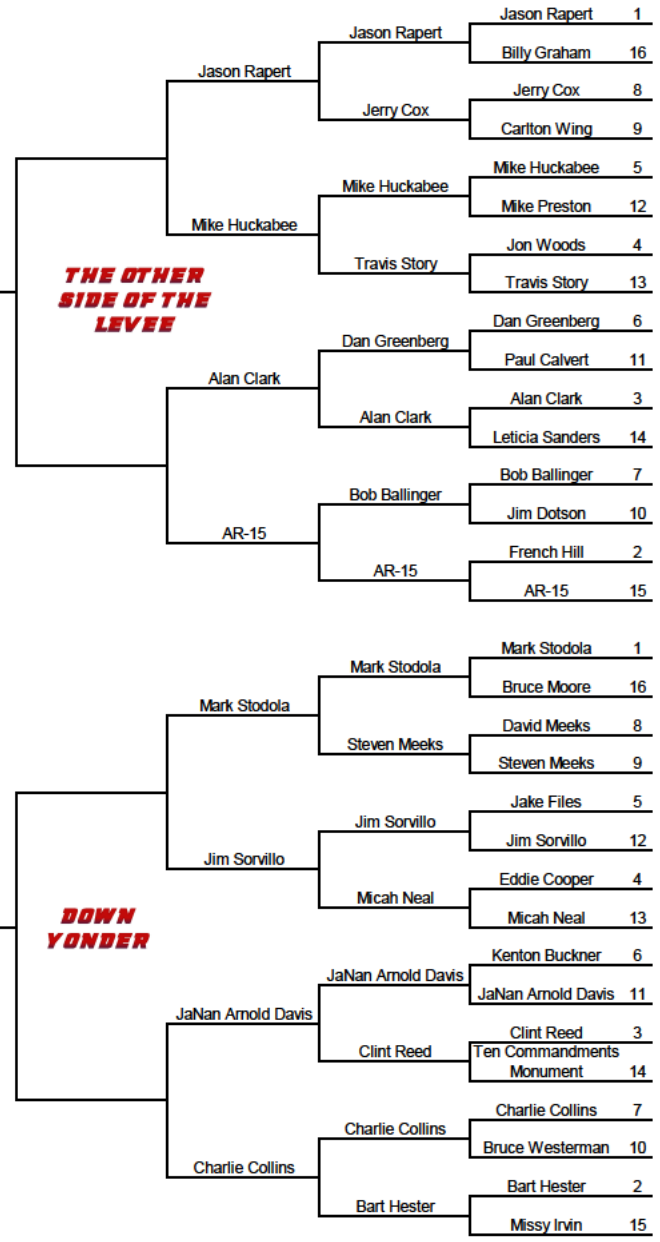 Jason Rapert 1
Jason Rapert
Billy Graham 16
Jason Rapert
Jerry Cox 8
Jerry Cox
Carlton Wing 9
Mike Huckabee 5
Mike Huckabee
Mike Preston 12
Mike Huckabee
Jon Woods 4
Travis Story
Travis Story 13
THE OTHER
SIDE OF THE
LEVEE
Dan Greenberg 6
Dan Greenberg
Paul Calvert 11
Alan Clark
Alan Clark 3
Alan Clark
Leticia Sanders 14
Bob Ballinger 7
Bob Ballinger
Jim Dotson 10
AR-15
French Hill 2
AR-15
AR-15 15
Mark Stodola 1
Mark Stodola
Bruce Moore 16
Mark Stodola
David Meeks 8
Steven Meeks
Steven Meeks 9
Jake Files 5
Jim Sorvillo
Jim Sorvillo 12
Jim Sorvillo
Eddie Cooper 4
Micah Neal
Micah Neal 13
DOWN
YONDER
Kenton Buckner 6
JaNan Arnold Davis
JaNan Arnold Davis 11
JaNan Arnold Davis
Clint Reed 3
Clint Reed
Ten Commandments
Monument 14
Charlie Collins 7
Charlie Collins
Bruce Westerman 10
Charlie Collins
Bart Hester 2
Bart Hester
Missy Irvin 15